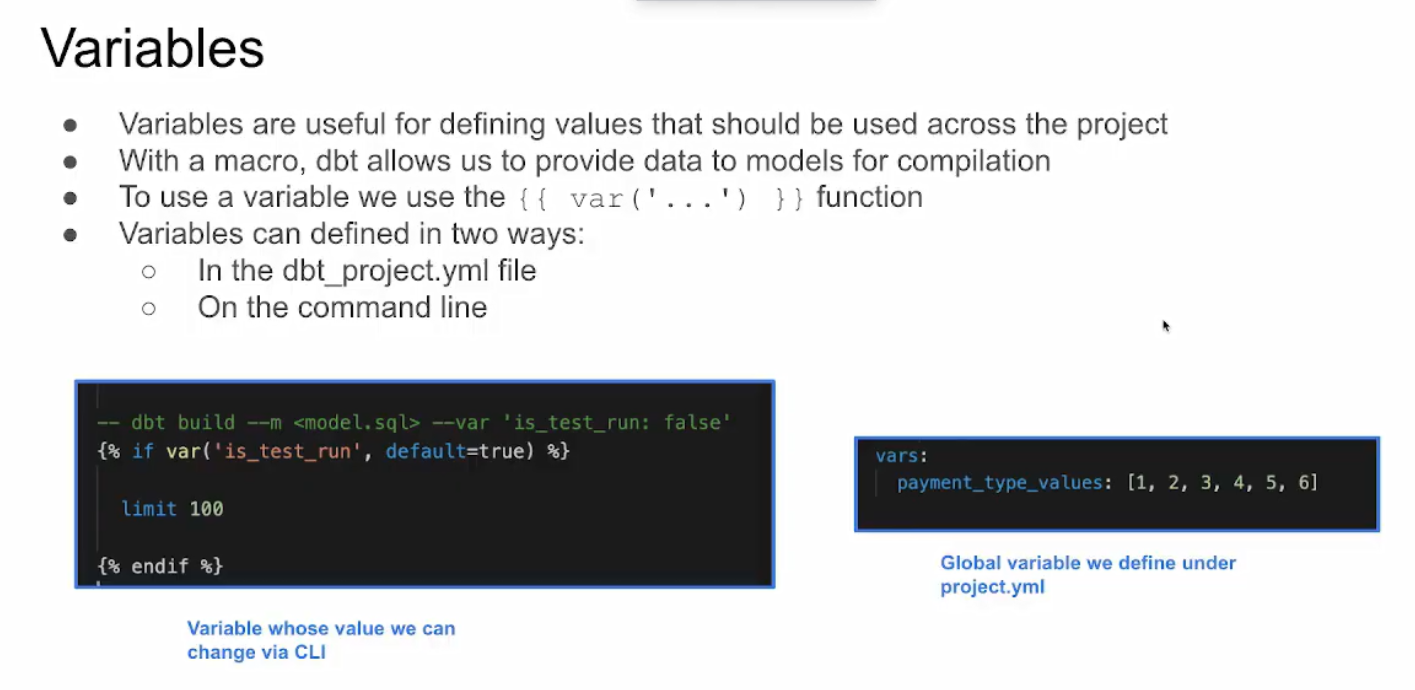 Variables
● Variables are useful for defining values that should be used across the project
● With a macro, dbt allows us to provide data to models for compilation
● To use a variable we use the {{ var('...') }} function
● Variables can defined in two ways:
○ In the dbt_project.yml file
○ On the command line
-- dbt build --m <model.sql> --var 'is_test_run: false'
{% if var('is_test_run', default=true) %}
limit 100
{% endif %}
Variable whose value we can
change via CLI
vars:
payment_type_values: [1, 2, 3, 4, 5, 6]
Global variable we define under
project.yml